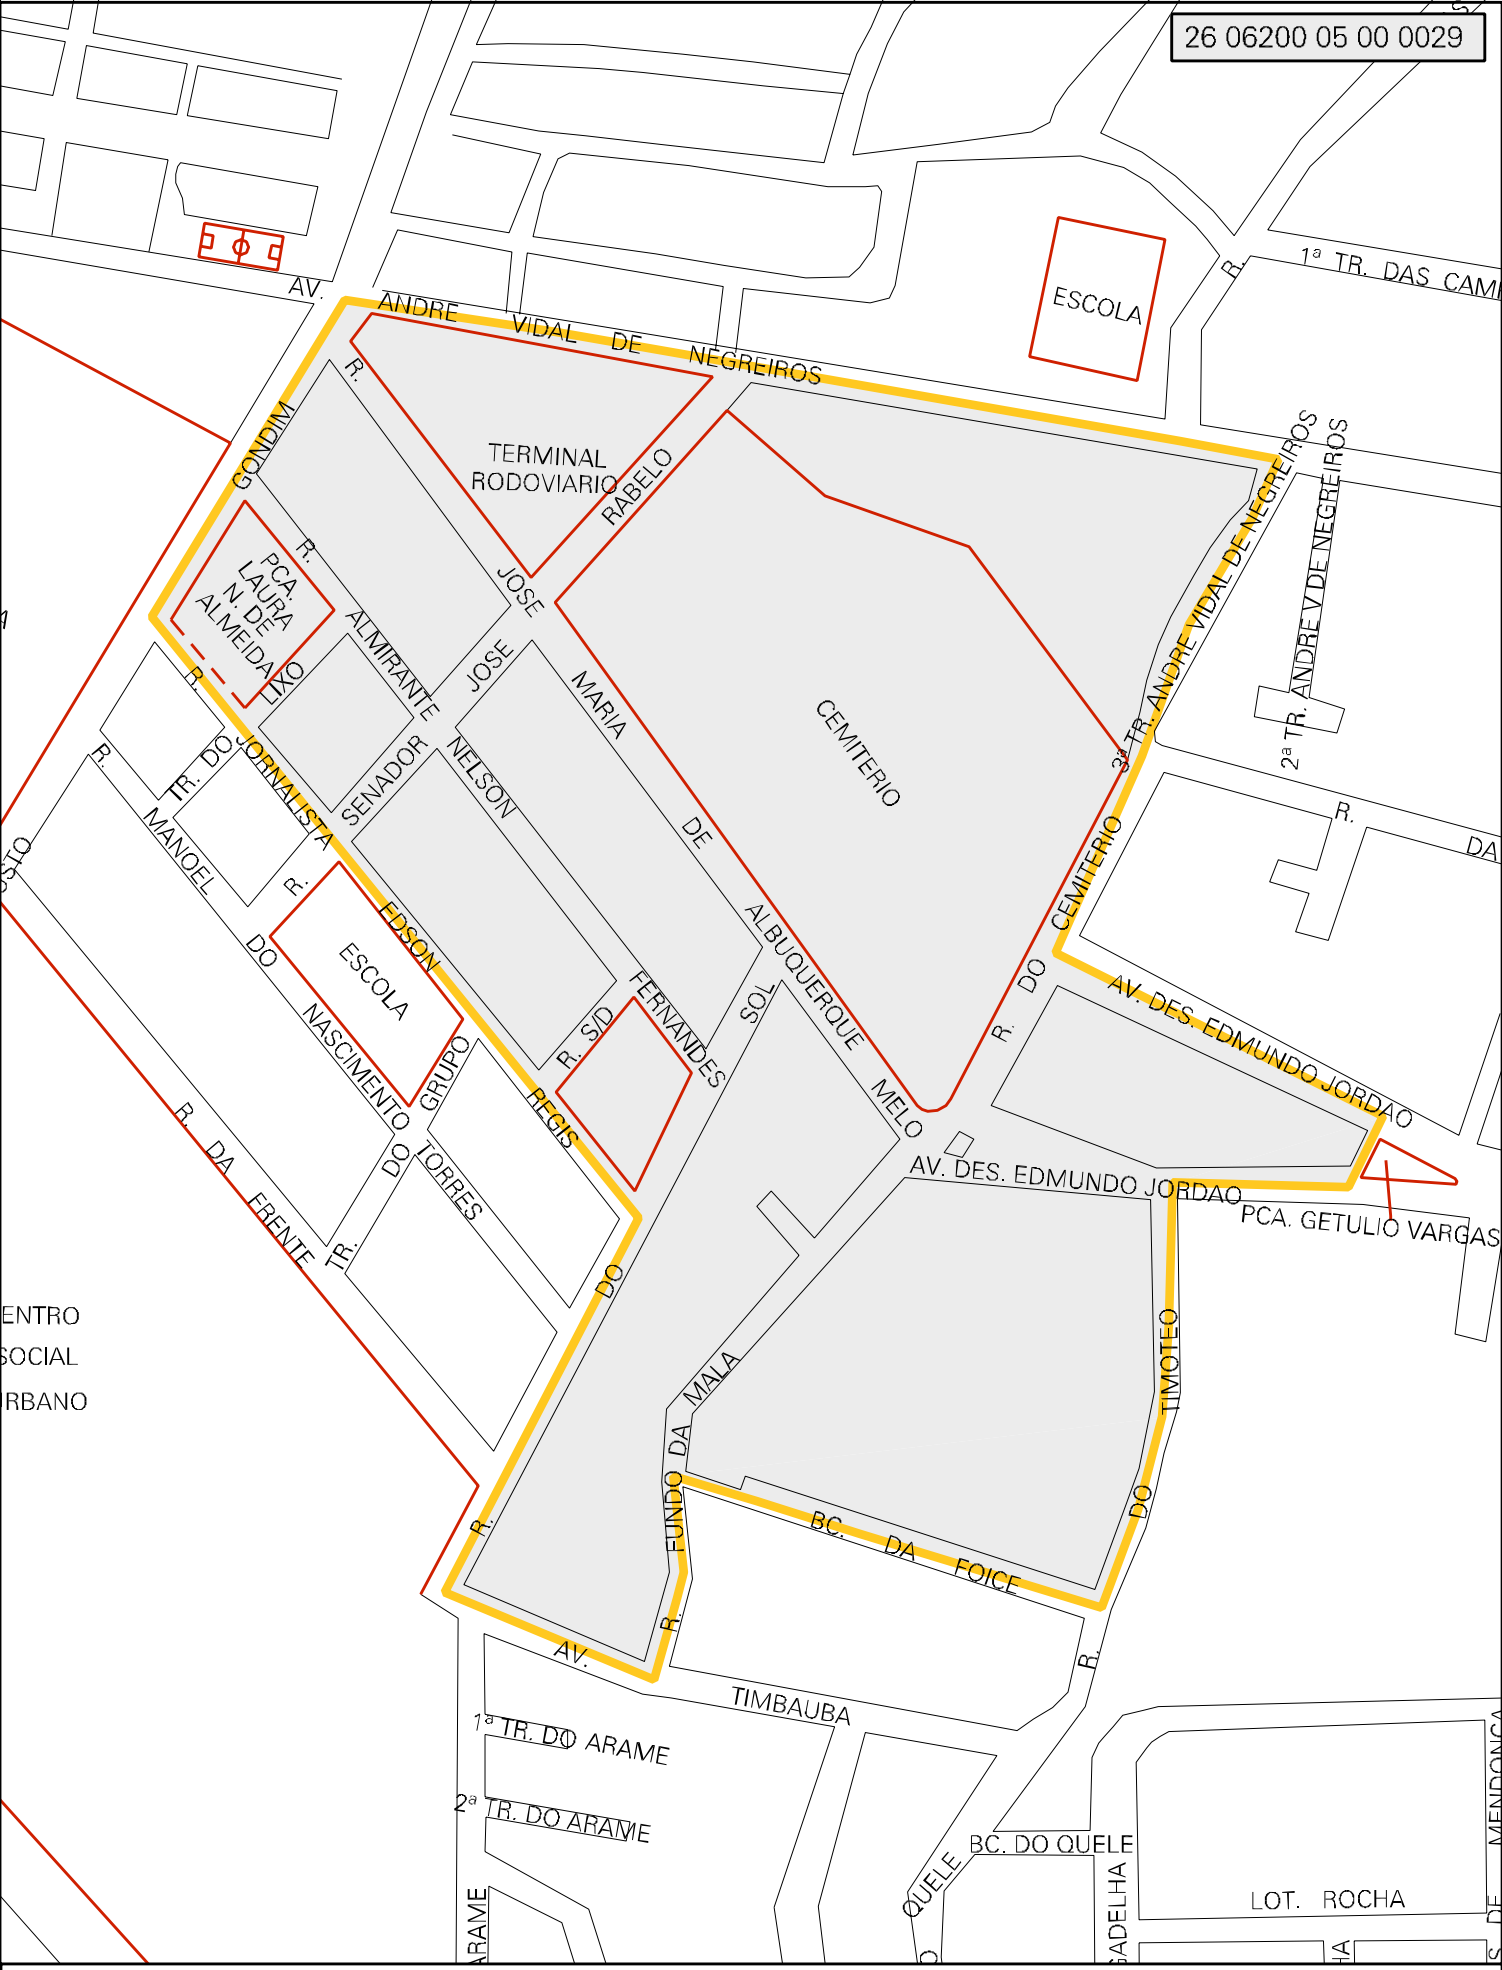 26 06200 05 00 0029
1ª TR. DAS CAMI
R.
ESCOLA
AV. ANDRE VIDAL DE NEGREIROS
GONDIM
TERMINAL
RODOVIARIO
R. JOSE MARIA DE ALBUQUERQUE MELO
JOSE RABELO
3ª TR. ANDRE VIDAL DE NEGREIROS
2ª TR. ANDRE V DE NEGREIROS
PCA.
LAURA
N. DE
ALMEIDA
R. ALMIRANTE NELSON FERNANDES
TR. DO LIXO
R. SENADOR
CEMITERIO
R. DA
R. JORNALISTA EDSON REGIS
R. MANOEL DO NASCIMENTO TORRES
ESCOLA
R. DO CEMITERIO
AV. DES. EDMUNDO JORDAO
R. DO SOL
R. S/D
TR. DO GRUPO
R. DA FRENTE
AV. DES. EDMUNDO JORDAO
PCA. GETULIO VARGAS
ENTRO
SOCIAL
URBANO
R. FUNDO DA MALA
R. DO TIMOTEO
BC. DA FOICE
AV. TIMBAUBA
1ª TR. DO ARAME
2ª TR. DO ARAME
ARAME
QUELE
BC. DO QUELE
GADELHA
LOT. ROCHA
DE MENDONCA